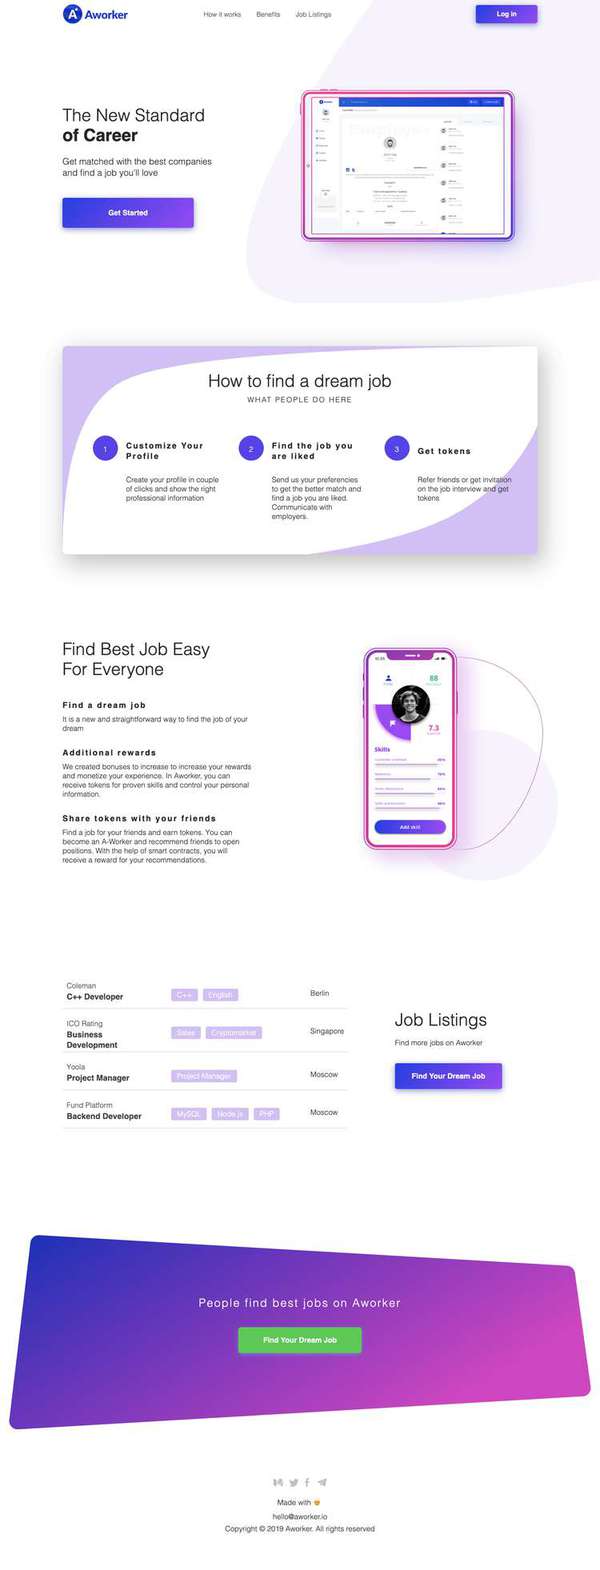 Aworker
How it works
Benefits
Job Listings
Log in
The New Standard
of Career
Get matched with the best companies
and find a job you'll love
Get Started
How to find a dream job
WHAT PEOPLE DO HERE
1
Customize Your
Profile
Create your profile in couple
of clicks and show the right
professional information
2
Find the job you
are liked
Send us your preferencies
to get the better match and
find a job you are liked.
Communicate with
employers.
3
Get tokens
Refer friends or get invitation
on the job interview and get
tokens
Find Best Job Easy
For Everyone
Find a dream job
It is a new and straightforward way to find the job of your
dream
Additional rewards
We created bonuses to increase to increase your rewards
and monetize your experience. In Aworker, you can
receive tokens for proven skills and control your personal
information.
Share tokens with your friends
Find a job for your friends and earn tokens. You can
become an A-Worker and recommend friends to open
positions. With the help of smart contracts, you will
receive a reward for your recommendations.
88
7.3
Skills
Add skill
Coleman
C++ Developer
C++
English
Berlin
ICO Rating
Business
Development
Sales
Cryptomarket
Singapore
Yoola
Project Manager
Project Manager
Moscow
Fund Platform
Backend Developer
MySQL
Node.js
PHP
Moscow
Job Listings
Find more jobs on Aworker
Find Your Dream Job
People find best jobs on Aworker
Find Your Dream Job
Made with 
hello@aworker.io
Copyright © 2019 Aworker. All rights reserved